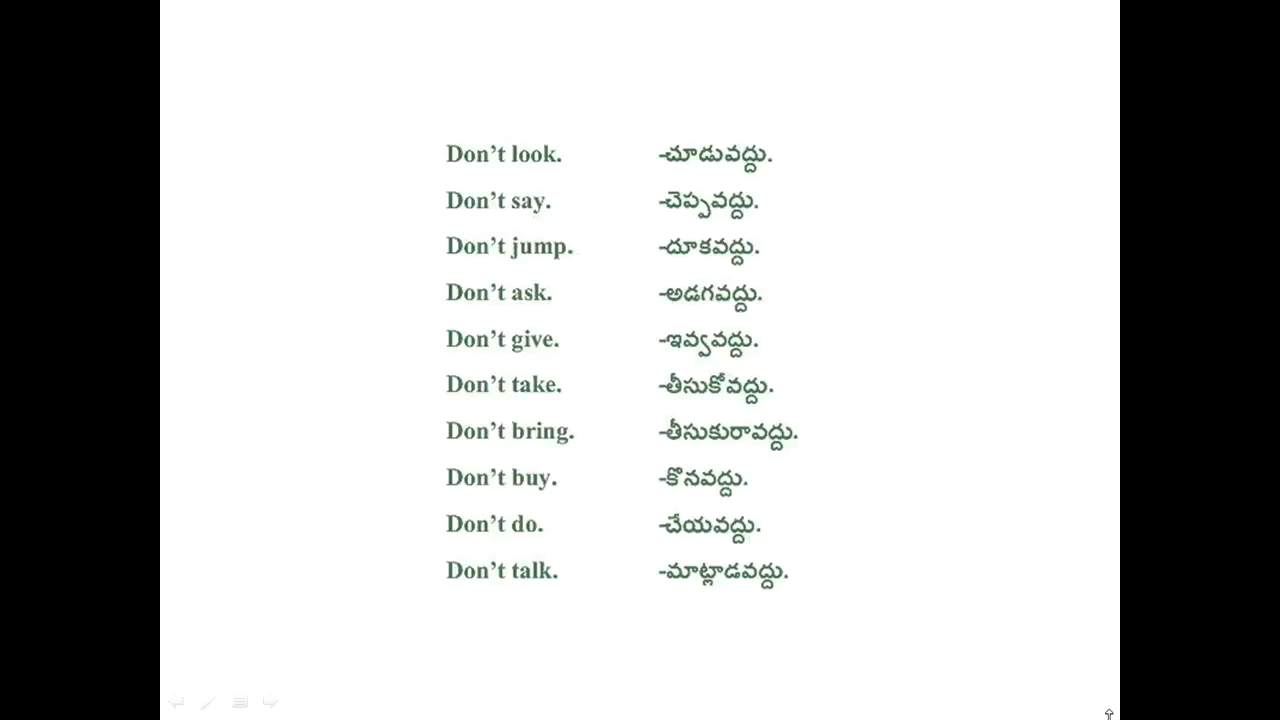 Don’t look. -చూడువద్దు.
Don’t say. -చెప్పవద్దు.
Don’t jump. -దూకవద్దు.
Don’t ask. -అడగవద్దు.
Don’t give. -ఇవ్వవద్దు.
Don’t take. -తీసుకోవద్దు.
Don’t bring. -తీసుకురావద్దు.
Don’t buy. -కొనవద్దు.
Don’t do. -చేయవద్దు.
Don’t talk. -మాట్లాడవద్దు.